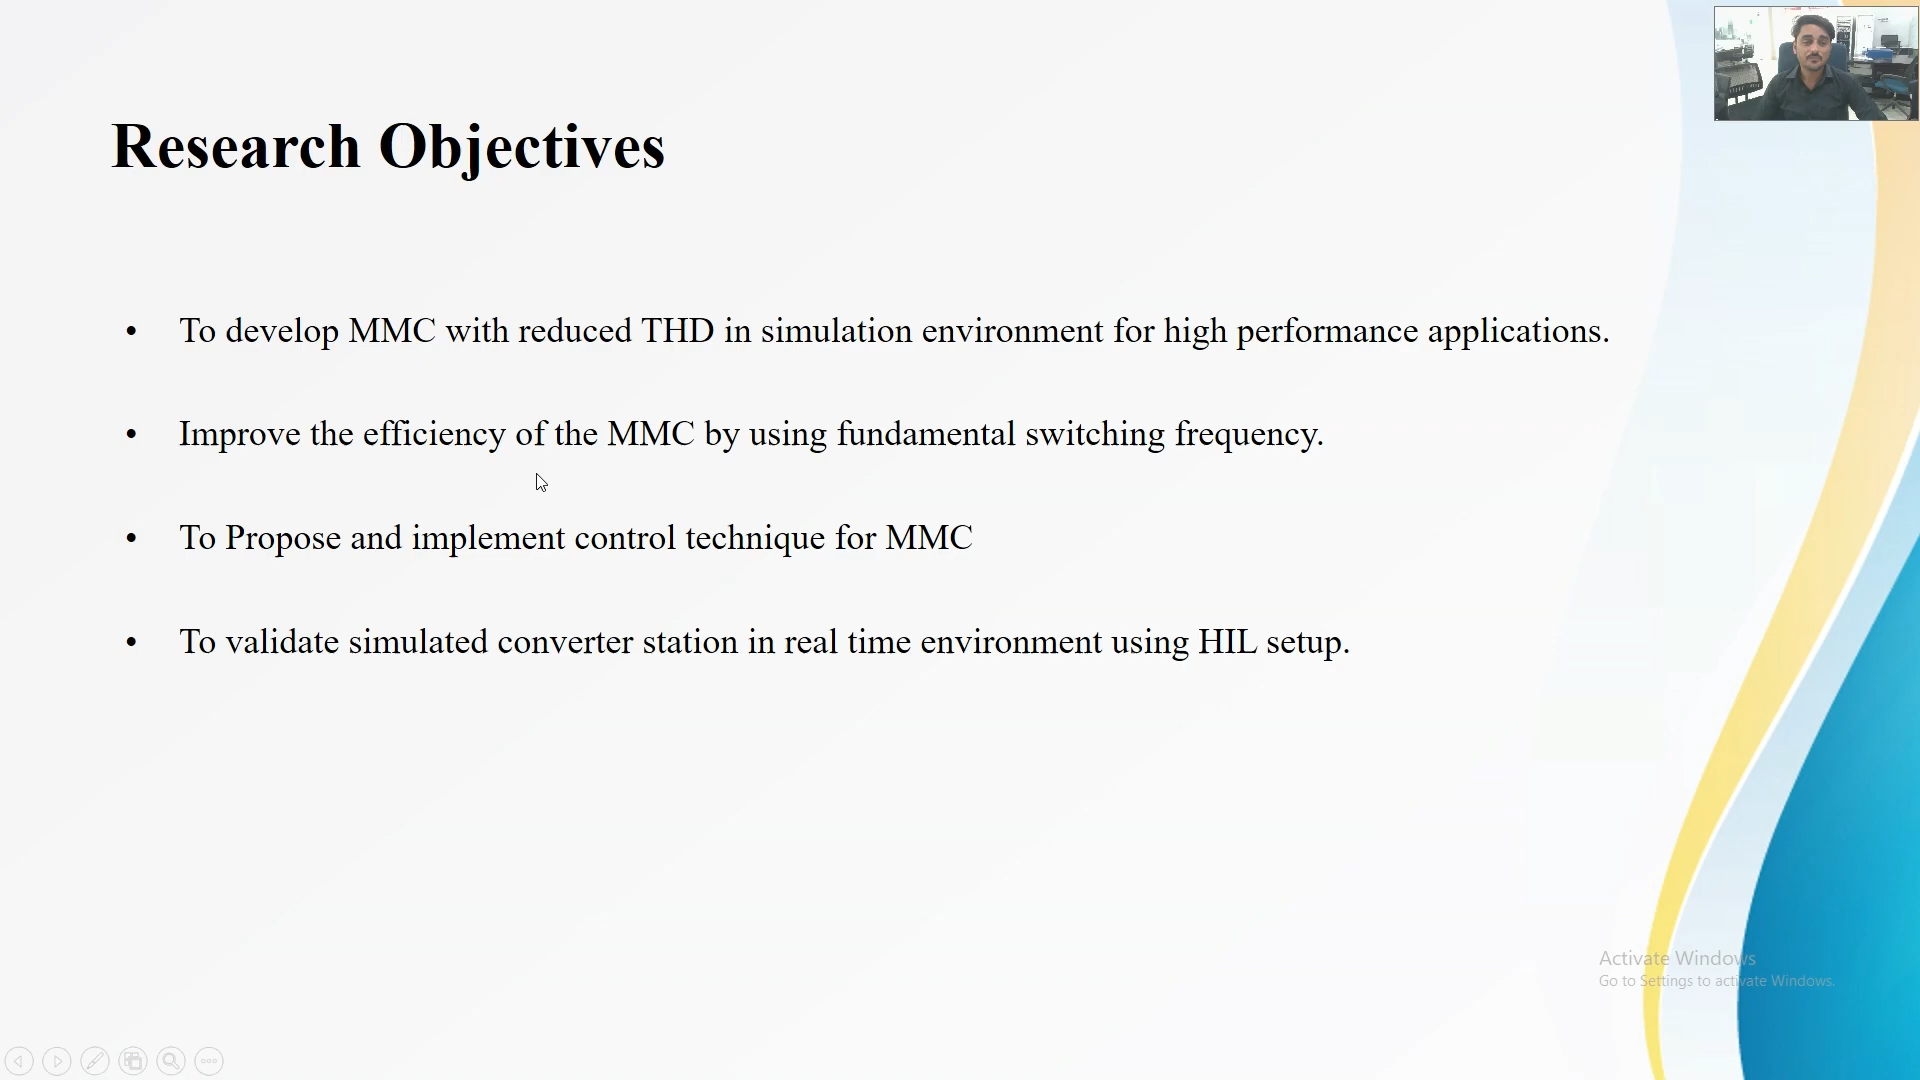 Research Objectives
• To develop MMC with reduced THD in simulation environment for high performance applications.
• Improve the efficiency of the MMC by using fundamental switching frequency.
• To Propose and implement control technique for MMC
• To validate simulated converter station in real time environment using HIL setup.
Activate Windows
Go to Settings to activate Windows.